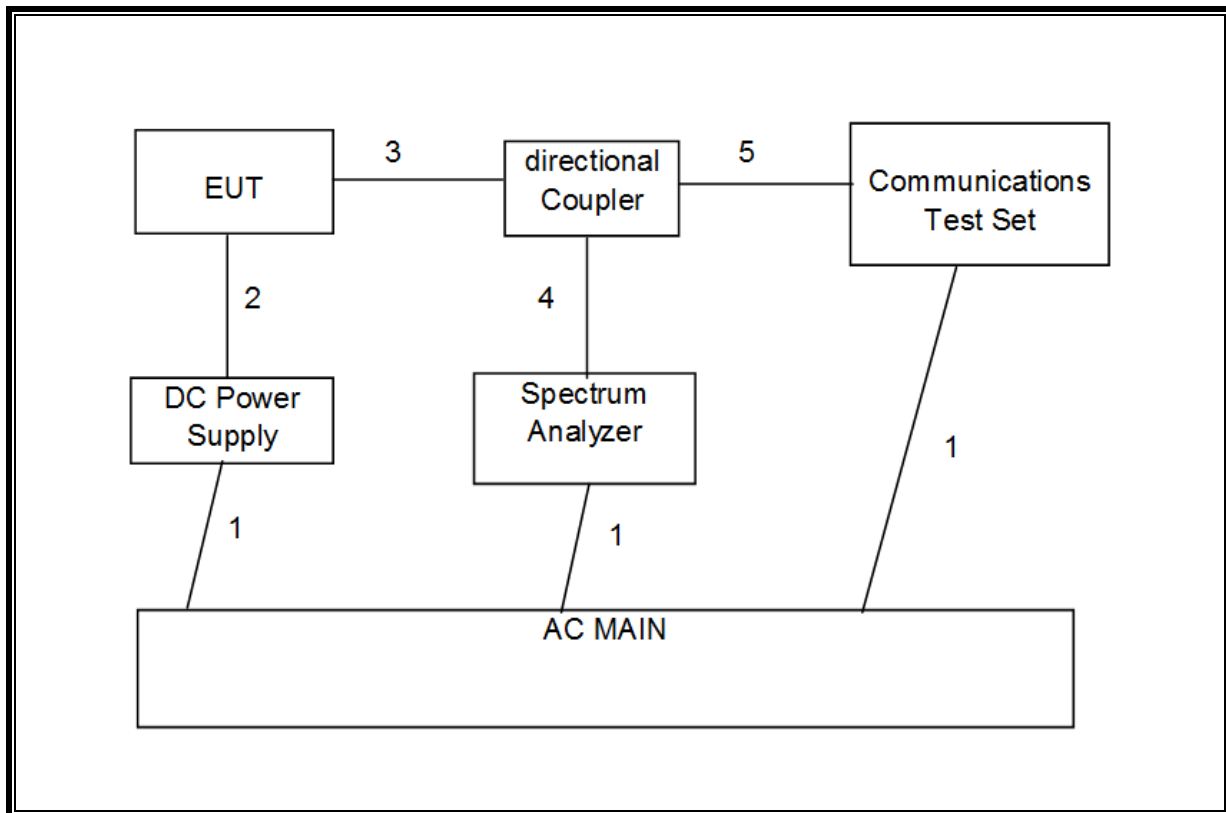 EUT
3
directional
Coupler
5
Communications
Test Set
2
4
DC Power
Supply
Spectrum
Analyzer
1
1
1
AC MAIN